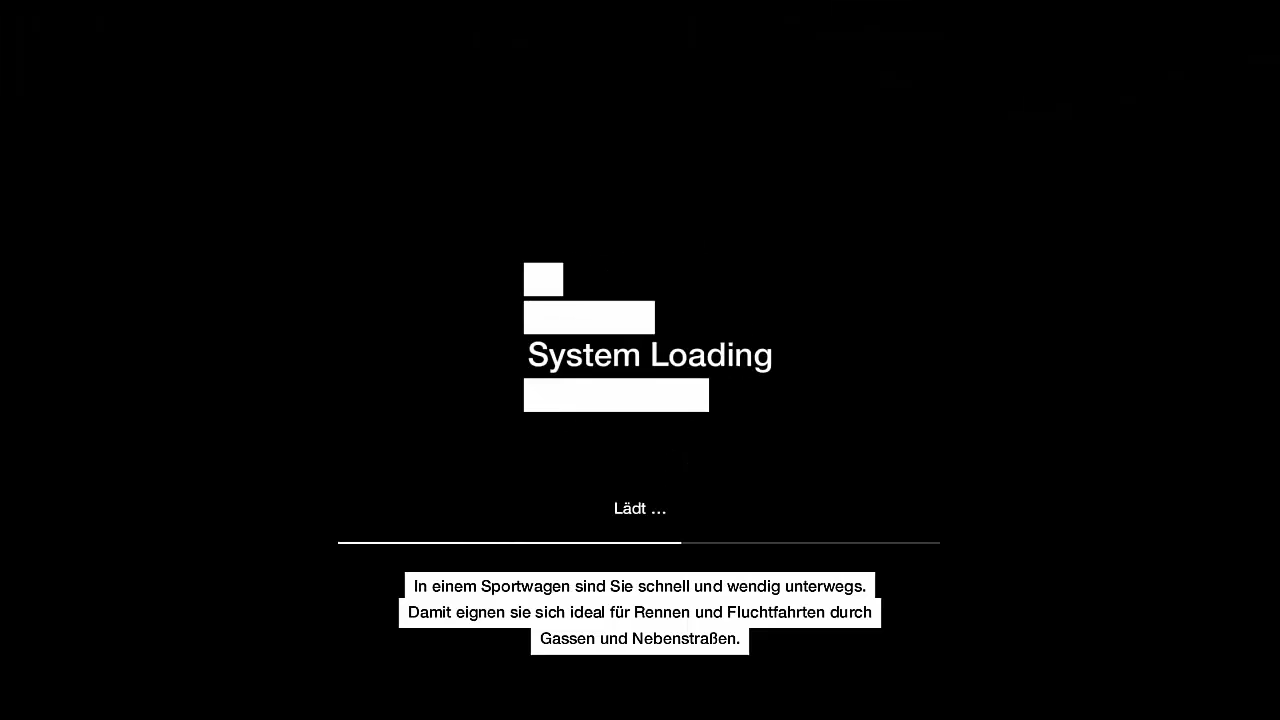 System Loading
Lädt ...
In einem Sportwagen sind Sie schnell und wendig unterwegs.
Damit eignen sie sich ideal für Rennen und Fluchtfahrten durch
Gassen und Nebenstraßen.